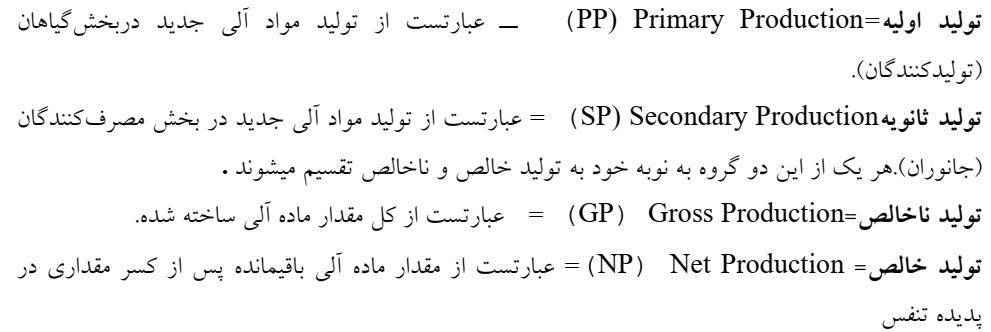 تولید اولیه=Primary Production (PP) ــ عبارتست از تولید مواد آلی جدید دربخش‌گیاهان
(تولیدکنندگان).
تولید ثانویهSecondary Production (SP) = عبارتست از تولید مواد آلی جدید در بخش مصرف‌کنندگان
(جانوران).هر یک از این دو گروه به نوبه خود به تولید خالص و ناخالص تقسیم میشوند .
تولید ناخالص=Gross Production (GP) = عبارتست از کل مقدار ماده آلی ساخته شده.
تولید خالص= Net Production (NP) = عبارتست از مقدار ماده آلی باقیمانده پس از کسر مقداری در
پدیده تنفس